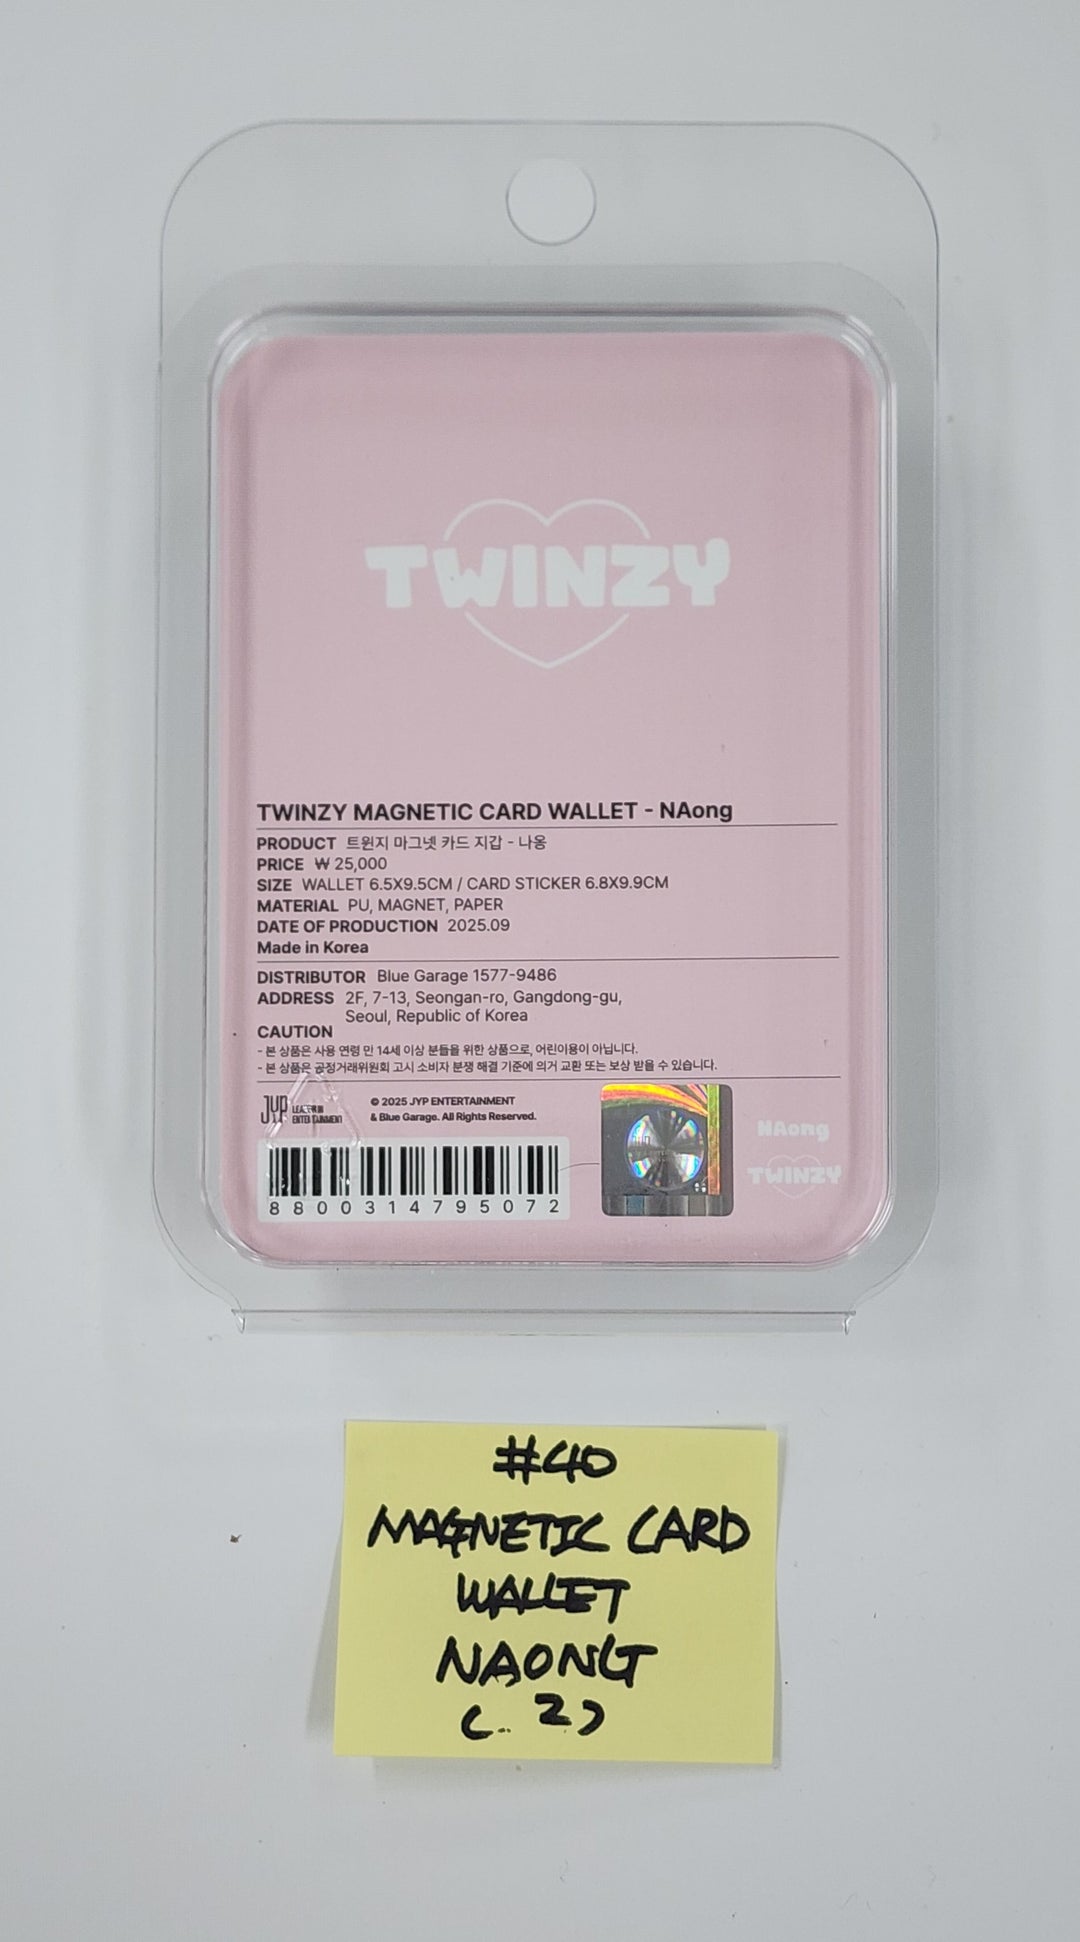 TWINZY
TWINZY MAGNETIC CARD WALLET - NAong
PRODUCT 트윈지 마그넷 카드 지갑 - 나옹
PRICE ₩ 25,000
SIZE WALLET 6.5X9.5CM / CARD STICKER 6.8X9.9CM
MATERIAL PU, MAGNET, PAPER
DATE OF PRODUCTION 2025.09
Made in Korea
DISTRIBUTOR Blue Garage 1577-9486
ADDRESS 2F, 7-13, Seongan-ro, Gangdong-gu,
Seoul, Republic of Korea
CAUTION
- 본 상품은 사용 연령 만 14세 이상 분들을 위한 상품으로, 어린이용이 아닙니다.
- 본 상품은 공정거래위원회 고시 소비자 분쟁 해결 기준에 의거 교환 또는 보상 받을 수 있습니다.
JYP LEADER IN
ENTERTAINMENT
© 2025 JYP ENTERTAINMENT
& Blue Garage. All Rights Reserved.
8800314795072
NAong
TWINZY
#40
MAGNETIC CARD
WALLET
NAONG
(.. 2)